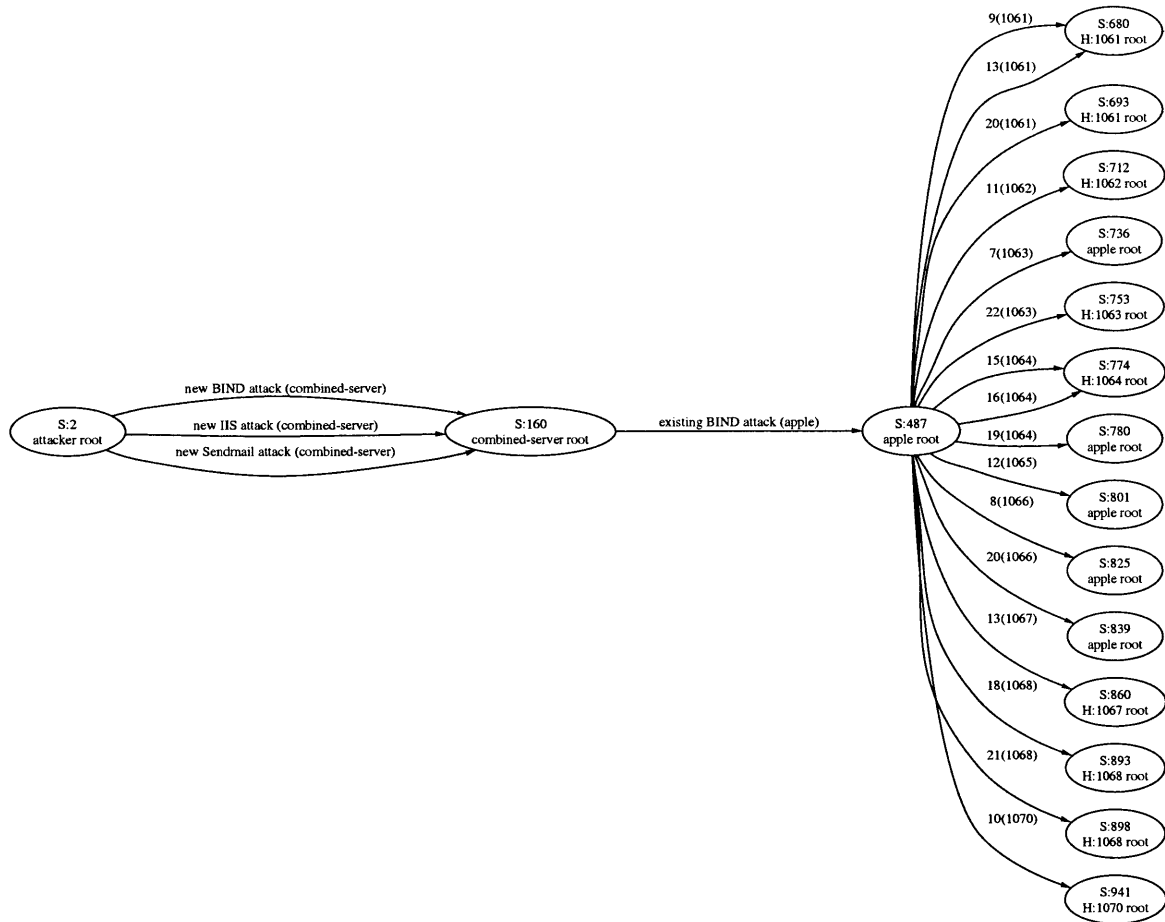 9(1061)
S:680
H:1061 root
13(1061)
S:693
H:1061 root
20(1061)
S:712
H:1062 root
11(1062)
S:736
apple root
7(1063)
S:753
H:1063 root
22(1063)
15(1064)
S:774
H:1064 root
16(1064)
new BIND attack (combined-server)
S:2
attacker root
new IIS attack (combined-server)
new Sendmail attack (combined-server)
S:160
combined-server root
existing BIND attack (apple)
S:487
apple root
19(1064)
S:780
apple root
12(1065)
S:801
apple root
8(1066)
S:825
apple root
20(1066)
S:839
apple root
13(1067)
S:860
H:1067 root
18(1068)
S:893
H:1068 root
21(1068)
S:898
H:1068 root
10(1070)
S:941
H:1070 root